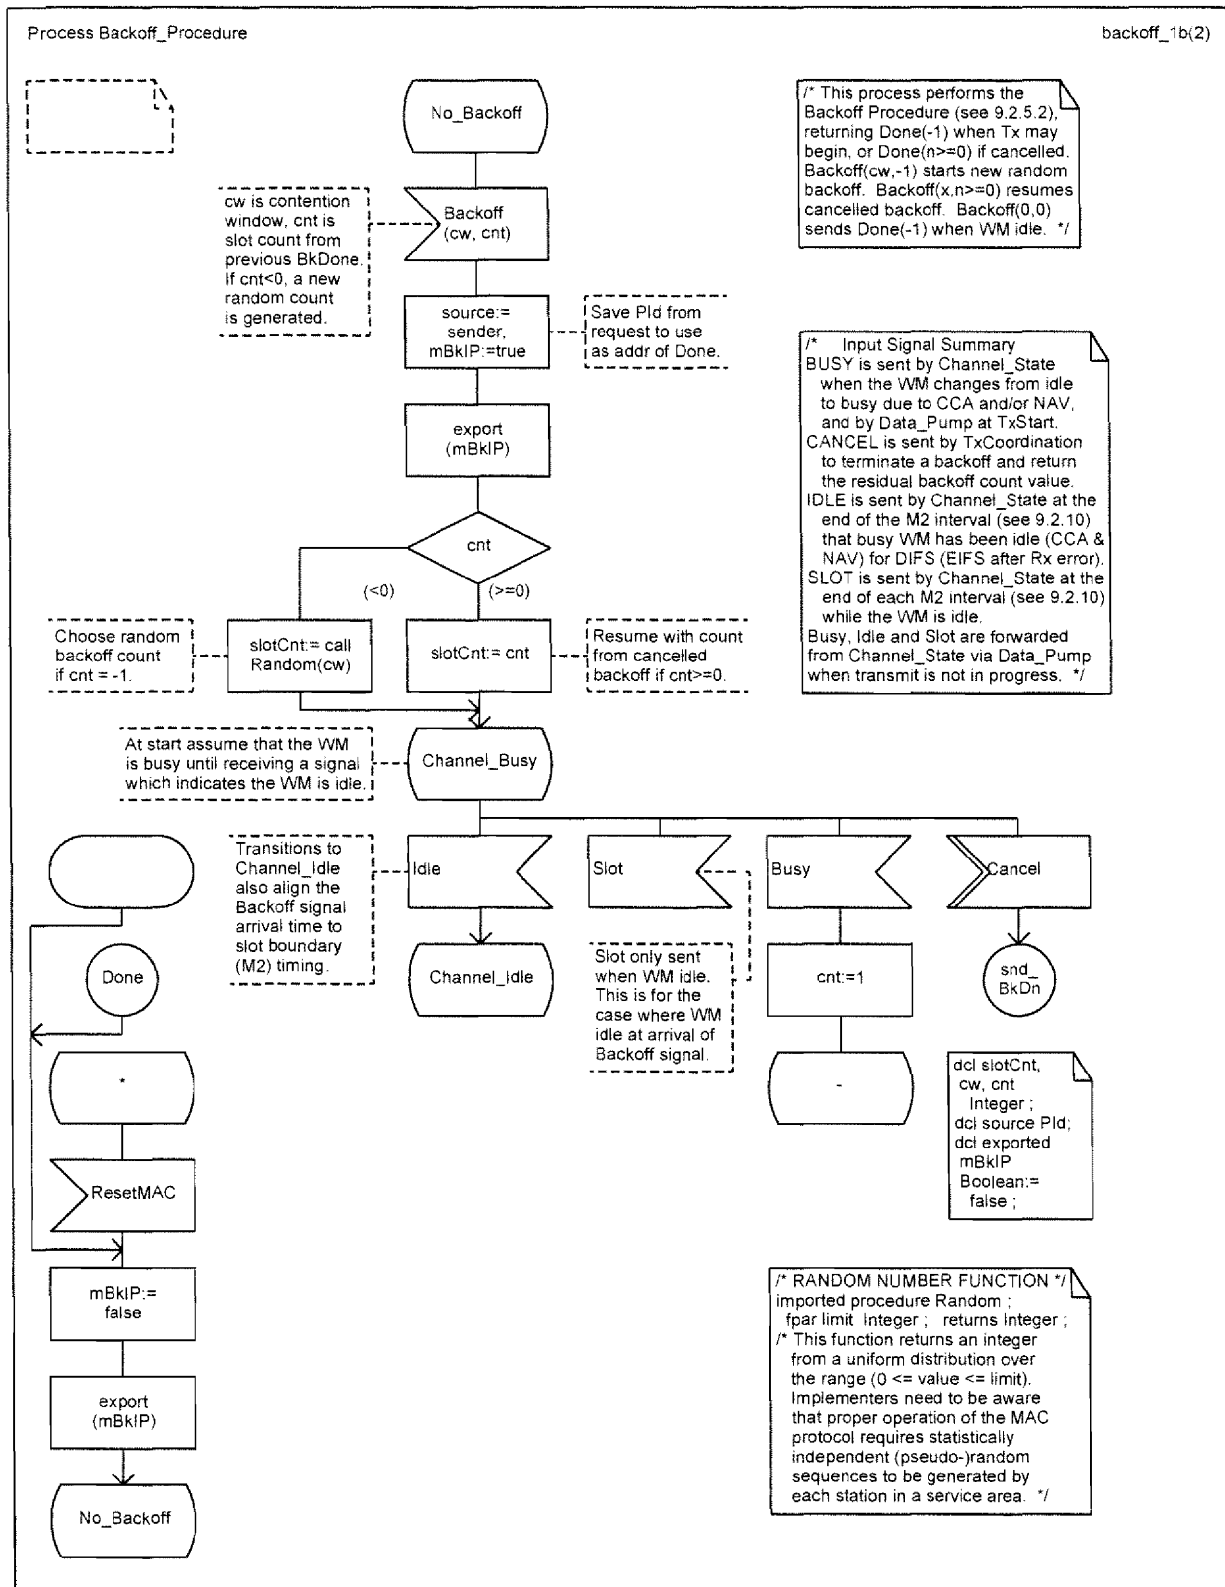 Process Backoff_Procedure
backoff_1b(2)
No_Backoff
/* This process performs the
Backoff Procedure (see 9.2.5.2),
returning Done(-1) when Tx may
begin, or Done(n>=0) if cancelled.
Backoff(cw,-1) starts new random
backoff. Backoff(x,n>=0) resumes
cancelled backoff. Backoff(0,0)
sends Done(-1) when WM idle. */
cw is contention
window, cnt is
slot count from
previous BkDone.
If cnt<0, a new
random count
is generated.
Backoff
(cw, cnt)
source:=
sender,
mBkIP:=true
Save PId from
request to use
as addr of Done.
/* Input Signal Summary
BUSY is sent by Channel_State
when the WM changes from idle
to busy due to CCA and/or NAV,
and by Data_Pump at TxStart.
CANCEL is sent by TxCoordination
to terminate a backoff and return
the residual backoff count value.
IDLE is sent by Channel_State at the
end of the M2 interval (see 9.2.10)
that busy WM has been idle (CCA &
NAV) for DIFS (EIFS after Rx error).
SLOT is sent by Channel_State at the
end of each M2 interval (see 9.2.10)
while the WM is idle.
Busy, Idle and Slot are forwarded
from Channel_State via Data_Pump
when transmit is not in progress. */
export
(mBkIP)
cnt
(<0)
(>=0)
Choose random
backoff count
if cnt = -1.
slotCnt:= call
Random(cw)
slotCnt:= cnt
Resume with count
from cancelled
backoff if cnt>=0.
At start assume that the WM
is busy until receiving a signal
which indicates the WM is idle.
Channel_Busy
Transitions to
Channel_Idle
also align the
Backoff signal
arrival time to
slot boundary
(M2) timing.
Idle
Slot
Busy
Cancel
Channel_Idle
Slot only sent
when WM idle.
This is for the
case where WM
idle at arrival of
Backoff signal.
cnt:=1
snd_
BkDn
-
Done
*
ResetMAC
mBkIP:=
false
export
(mBkIP)
No_Backoff
dcl slotCnt,
cw, cnt
Integer ;
dcl source PId;
dcl exported
mBkIP
Boolean:=
false ;
/* RANDOM NUMBER FUNCTION */
imported procedure Random ;
fpar limit Integer ; returns Integer ;
/* This function returns an integer
from a uniform distribution over
the range (0 <= value <= limit).
Implementers need to be aware
that proper operation of the MAC
protocol requires statistically
independent (pseudo-)random
sequences to be generated by
each station in a service area. */